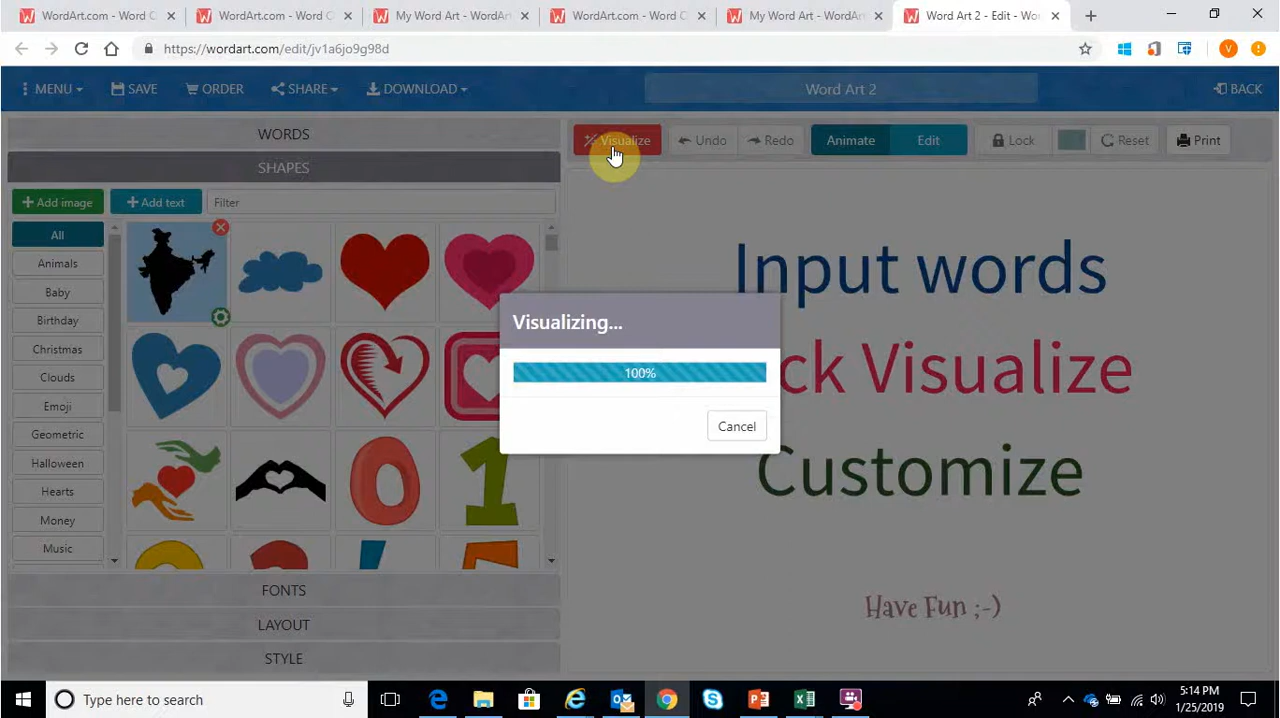 WordArt.com - Word C
WordArt.com - Word C
My Word Art - WordAr
WordArt.com - Word C
My Word Art - WordAr
Word Art 2 - Edit - Wo
https://wordart.com/edit/jv1a6jo9g98d
V
MENU
SAVE
ORDER
SHARE
DOWNLOAD
Word Art 2
BACK
WORDS
Visualize
Undo
Redo
Animate
Edit
Lock
Reset
Print
SHAPES
Add image
Add text
Filter
All
Animals
Baby
Birthday
Christmas
Clouds
Emoji
Geometric
Halloween
Hearts
Money
Music
0
1
Input words
ck Visualize
Customize
Have Fun ;-)
Visualizing...
100%
Cancel
FONTS
LAYOUT
STYLE
Type here to search
5:14 PM
1/25/2019